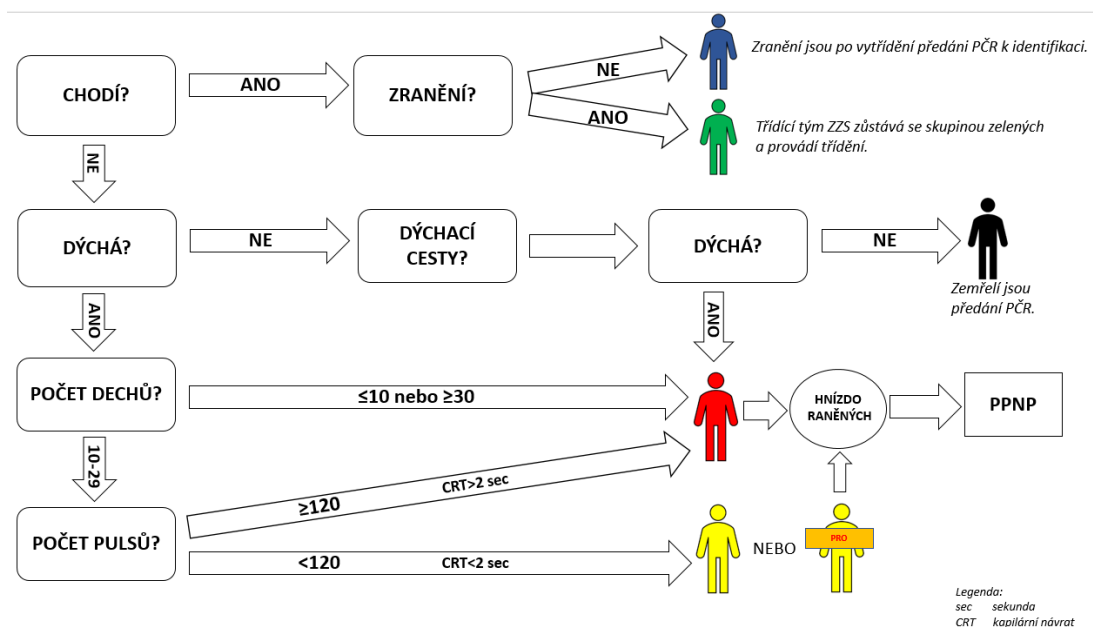 CHODÍ?
ANO
ZRANĚNÍ?
NE
ANO
Zranění jsou po vytřídění předáni PČR k identifikaci.
Třídící tým ZZS zůstává se skupinou zelených
a provádí třídění.
NE
DÝCHÁ?
NE
DÝCHACÍ
CESTY?
DÝCHÁ?
NE
Zemřelí jsou
předání PČR.
ANO
ANO
POČET DECHŮ?
≤10 nebo ≥30
HNÍZDO
RANĚNÝCH
PPNP
10-29
POČET PULSŮ?
≥120
CRT>2 sec
<120
CRT<2 sec
NEBO
PRO
Legenda:
sec sekunda
CRT kapilární návrat